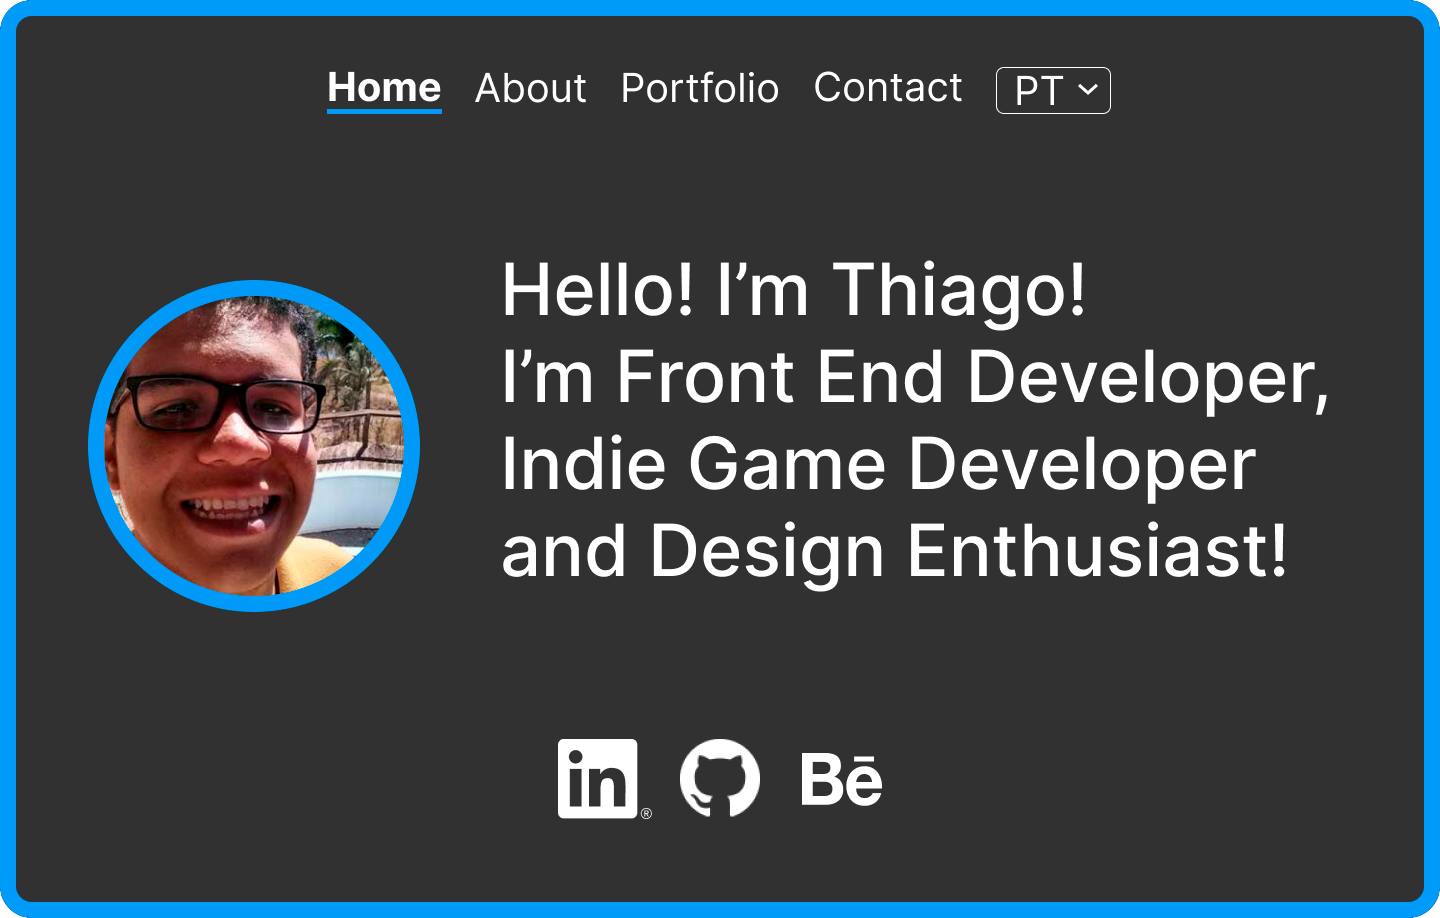 Home About Portfolio Contact PT
Hello! I’m Thiago!
I’m Front End Developer,
Indie Game Developer
and Design Enthusiast!
in ® Bē